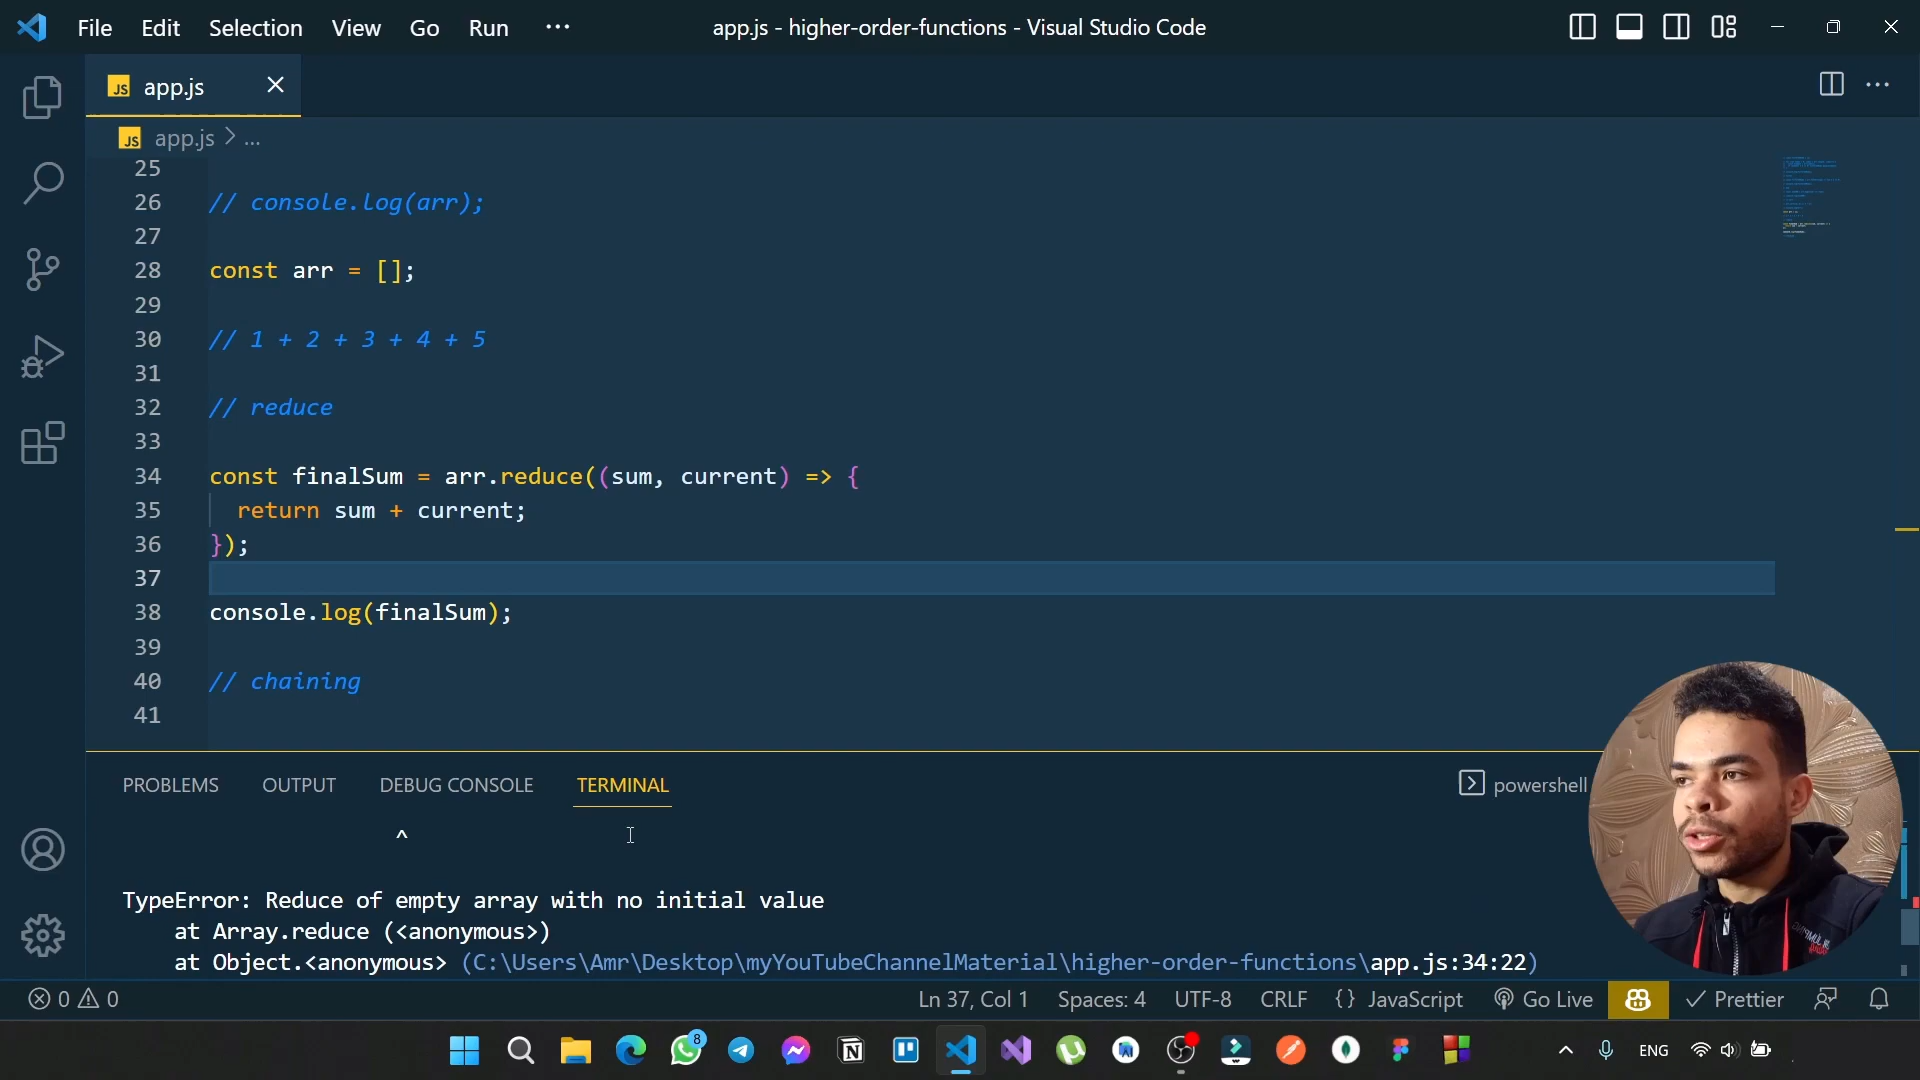 File Edit Selection View Go Run ···
app.js - higher-order-functions - Visual Studio Code
JS app.js
JS app.js > ...
25
26 // console.log(arr);
27
28 const arr = [];
29
30 // 1 + 2 + 3 + 4 + 5
31
32 // reduce
33
34 const finalSum = arr.reduce((sum, current) => {
35 return sum + current;
36 });
37
38 console.log(finalSum);
39
40 // chaining
41
PROBLEMS OUTPUT DEBUG CONSOLE TERMINAL powershell
^
TypeError: Reduce of empty array with no initial value
at Array.reduce (<anonymous>)
at Object.<anonymous> (C:\Users\Amr\Desktop\myYouTubeChannelMaterial\higher-order-functions\app.js:34:22)
0 0 Ln 37, Col 1 Spaces: 4 UTF-8 CRLF {} JavaScript Go Live Prettier
8 ENG